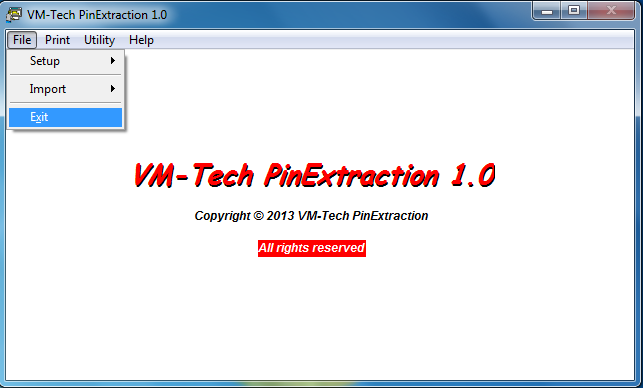 VM-Tech PinExtraction 1.0
File Print Utility Help
Setup
Import
Exit
VM-Tech PinExtraction 1.0
Copyright © 2013 VM-Tech PinExtraction
All rights reserved